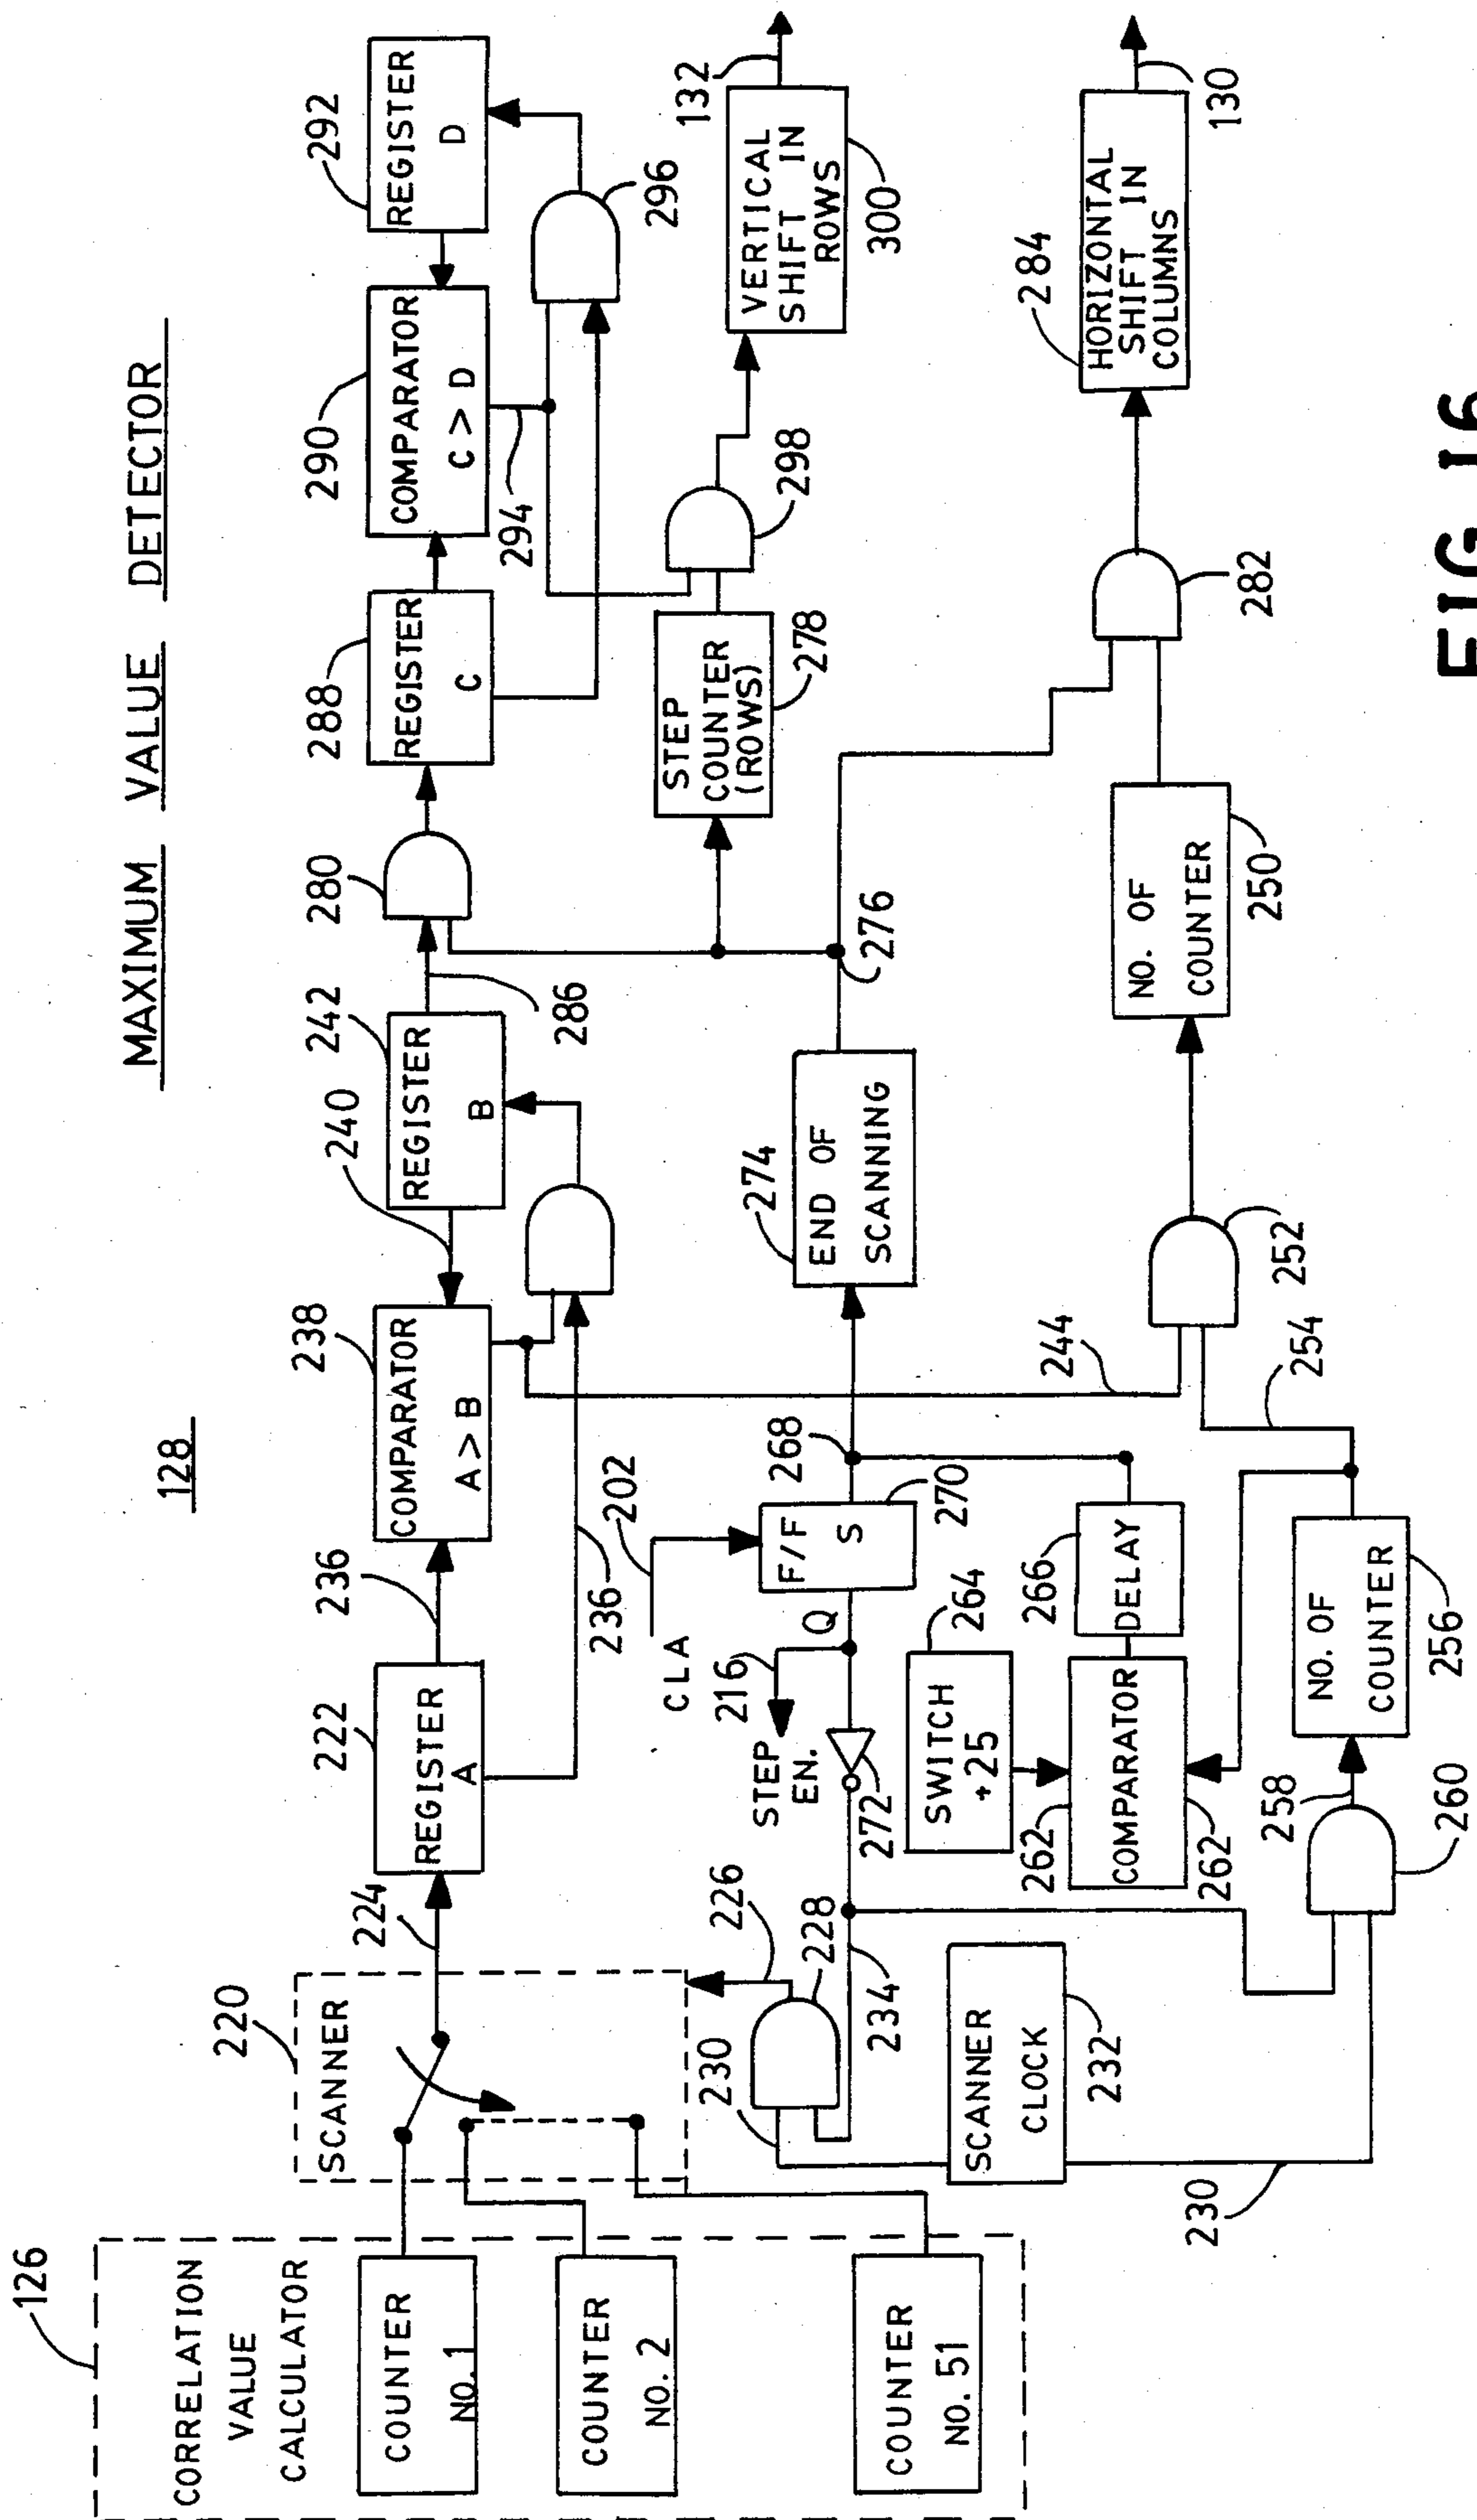 MAXIMUM VALUE DETECTOR
128
126
CORRELATION
VALUE
CALCULATOR
COUNTER
NO. 1
COUNTER
NO. 2
COUNTER
NO. 51
220
SCANNER
224
222
REGISTER
A
236
236
238
COMPARATOR
A > B
240
242
REGISTER
B
286
280
288
REGISTER
C
290
COMPARATOR
C > D
294
292
REGISTER
D
296
226
228
230
234
SCANNER
CLOCK
232
230
STEP
EN.
216
CLA
202
Q
F/F
S
270
268
272
SWITCH
+25
264
262
COMPARATOR
262
266
DELAY
258
260
NO. OF
COUNTER
256
244
254
252
274
END OF
SCANNING
276
STEP
COUNTER
(ROWS)
278
298
VERTICAL
SHIFT IN
ROWS
300
132
NO. OF
COUNTER
250
282
284
HORIZONTAL
SHIFT IN
COLUMNS
130
FIG. 16